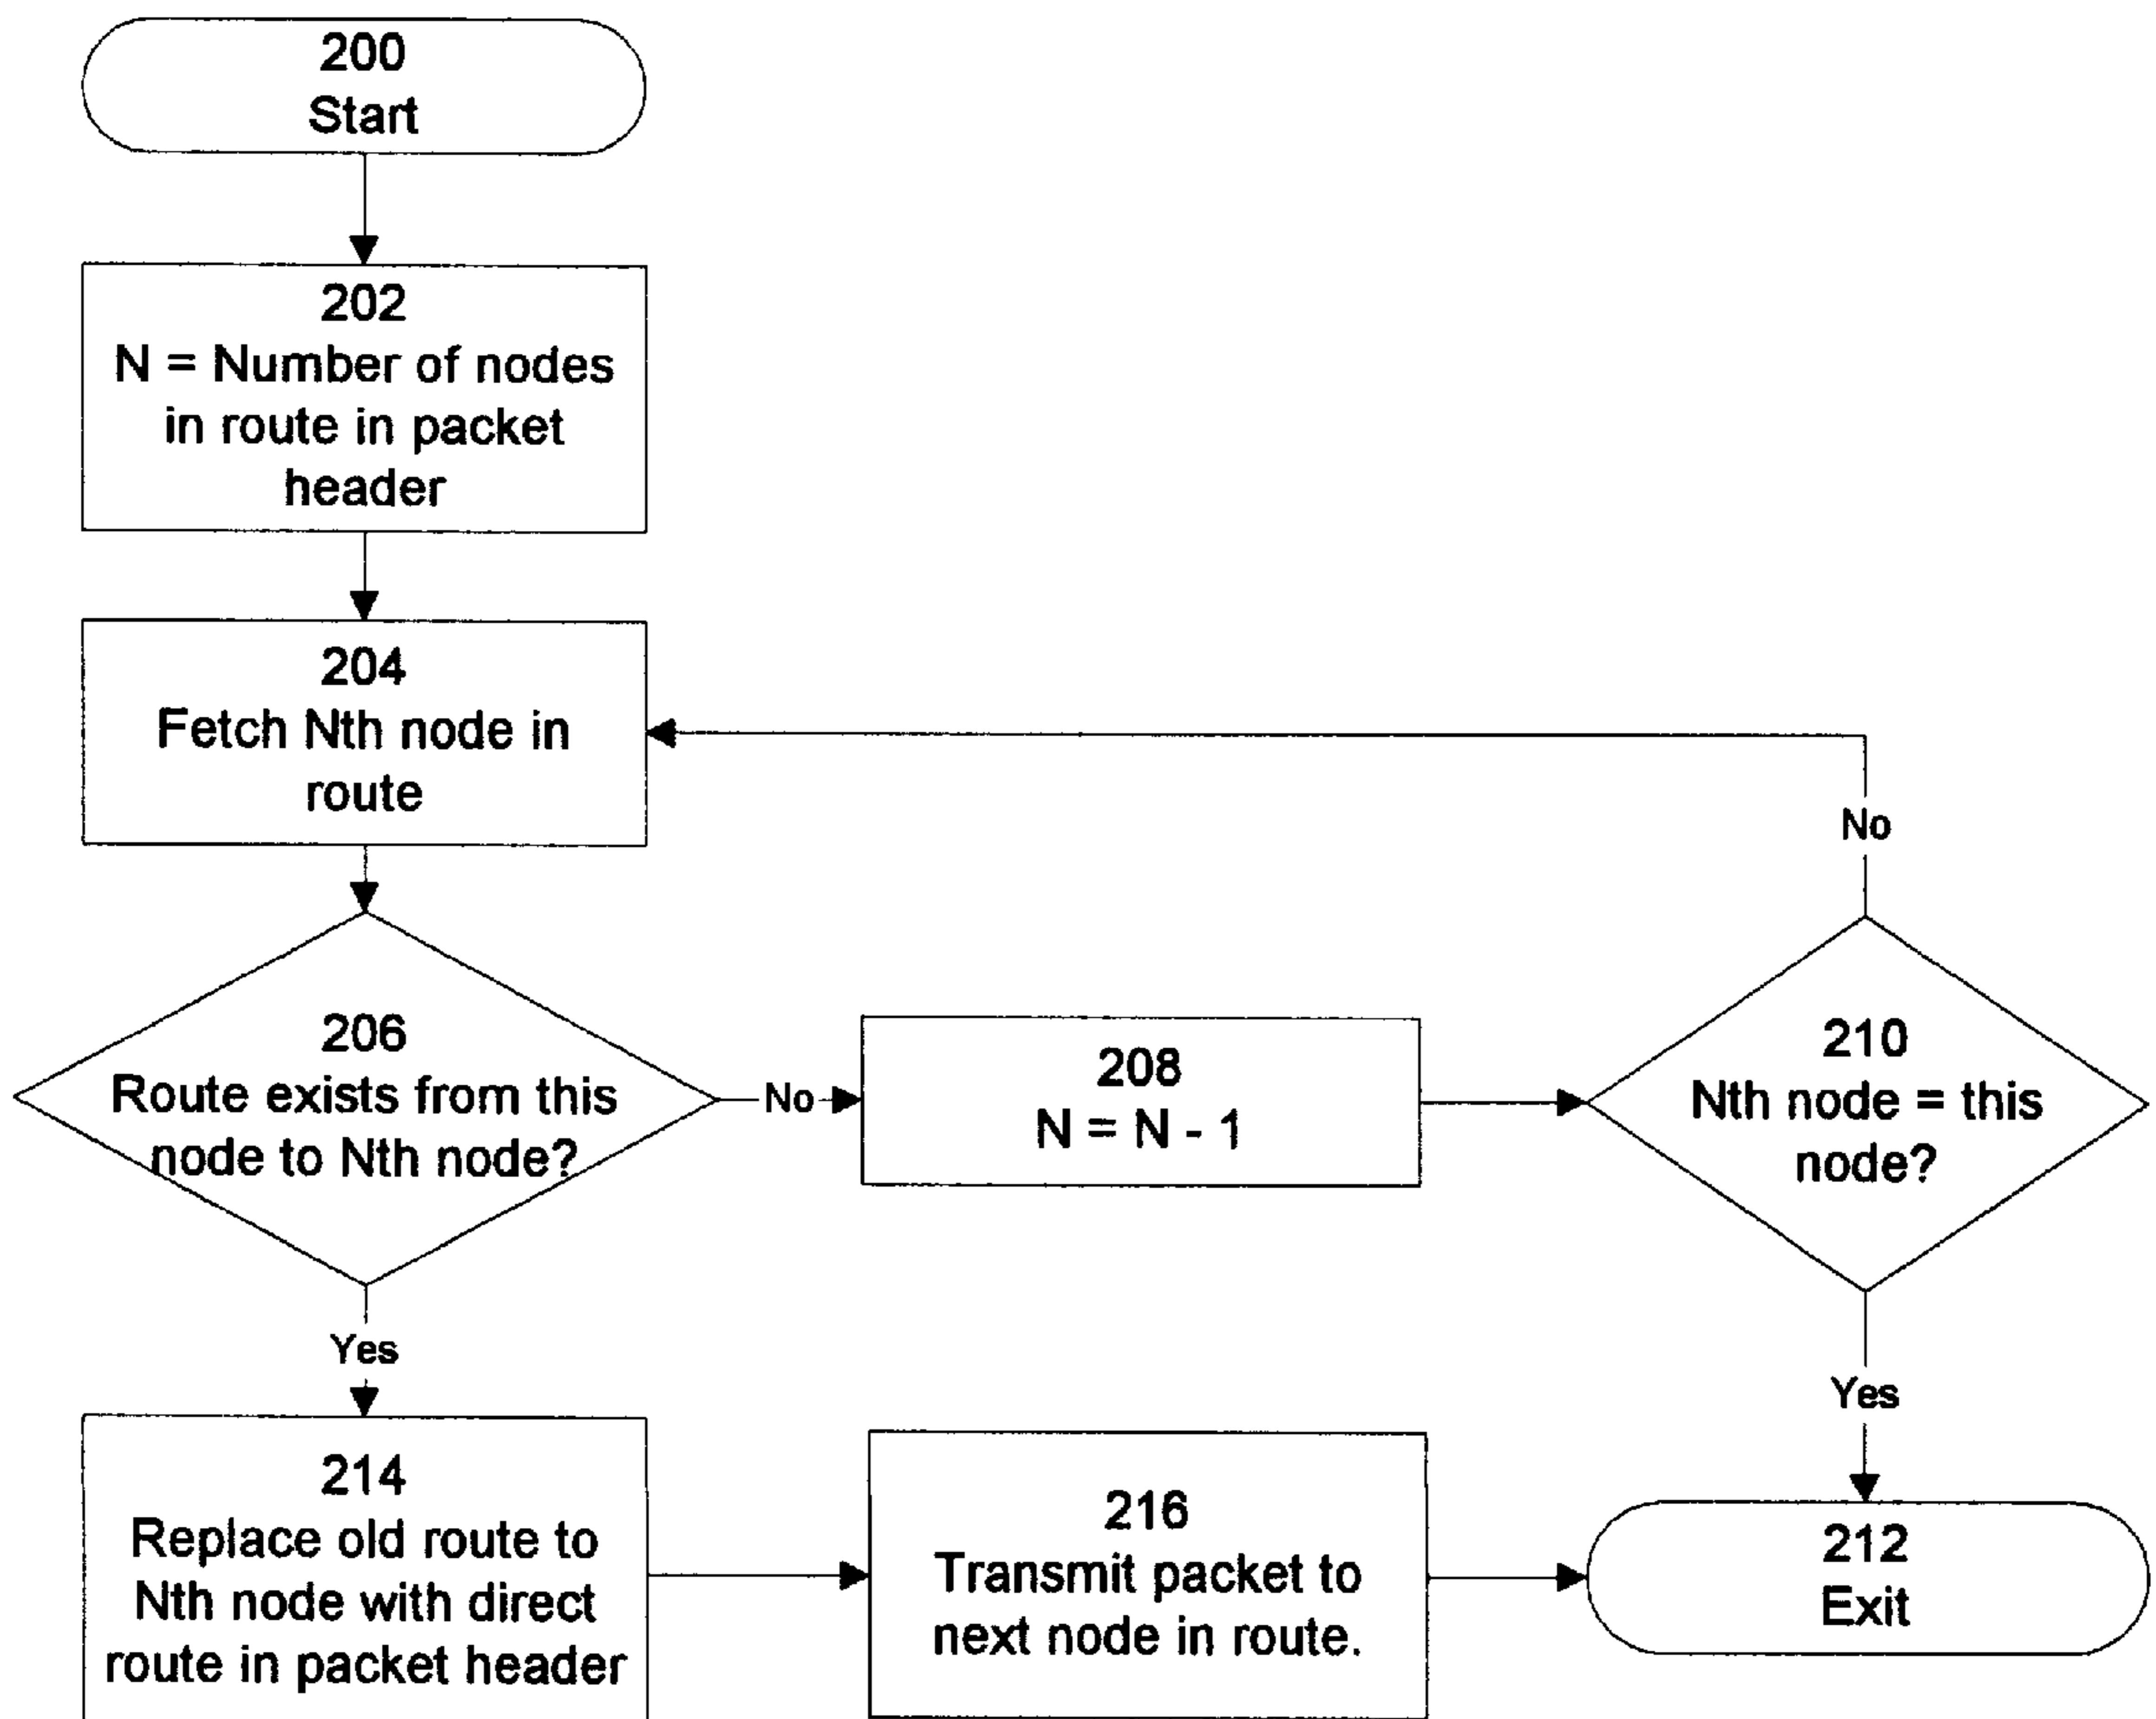 200
Start
202
N = Number of nodes
in route in packet
header
204
Fetch Nth node in
route
No
206
Route exists from this
node to Nth node?
No
208
N = N - 1
210
Nth node = this
node?
Yes
Yes
214
Replace old route to
Nth node with direct
route in packet header
216
Transmit packet to
next node in route.
212
Exit